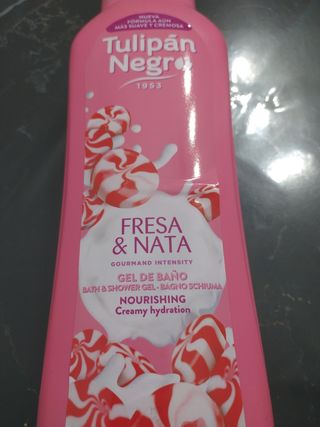 NUEVA
FÓRMULA AÚN
MÁS SUAVE Y CREMOSA
Tulipán
Negro
1953
FRESA
& NATA
GOURMAND INTENSITY
GEL DE BAÑO
BATH & SHOWER GEL - BAGNO SCHIUMA
NOURISHING
Creamy hydration